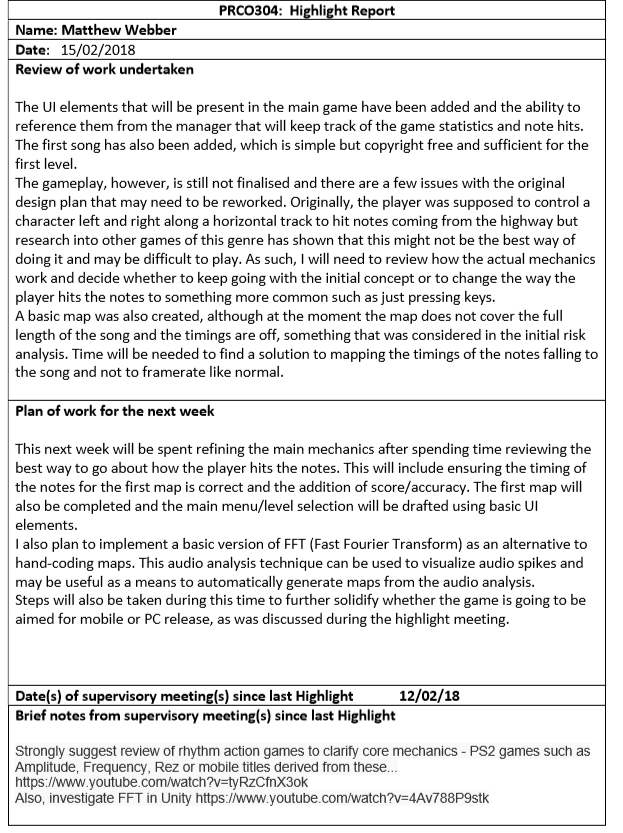 PRCO304:  Highlight Report
Name: Matthew Webber
Date:   15/02/2018
Review of work undertaken
The UI elements that will be present in the main game have been added and the ability to
reference them from the manager that will keep track of the game statistics and note hits.
The first song has also been added, which is simple but copyright free and sufficient for the
first level.
The gameplay, however, is still not finalised and there are a few issues with the original
design plan that may need to be reworked. Originally, the player was supposed to control a
character left and right along a horizontal track to hit notes coming from the highway but
research into other games of this genre has shown that this might not be the best way of
doing it and may be difficult to play. As such, I will need to review how the actual mechanics
work and decide whether to keep going with the initial concept or to change the way the
player hits the notes to something more common such as just pressing keys.
A basic map was also created, although at the moment the map does not cover the full
length of the song and the timings are off, something that was considered in the initial risk
analysis. Time will be needed to find a solution to mapping the timings of the notes falling to
the song and not to framerate like normal.
Plan of work for the next week
This next week will be spent refining the main mechanics after spending time reviewing the
best way to go about how the player hits the notes. This will include ensuring the timing of
the notes for the first map is correct and the addition of score/accuracy. The first map will
also be completed and the main menu/level selection will be drafted using basic UI
elements.
I also plan to implement a basic version of FFT (Fast Fourier Transform) as an alternative to
hand-coding maps. This audio analysis technique can be used to visualize audio spikes and
may be useful as a means to automatically generate maps from the audio analysis.
Steps will also be taken during this time to further solidify whether the game is going to be
aimed for mobile or PC release, as was discussed during the highlight meeting.
Date(s) of supervisory meeting(s) since last Highlight          12/02/18
Brief notes from supervisory meeting(s) since last Highlight
Strongly suggest review of rhythm action games to clarify core mechanics - PS2 games such as
Amplitude, Frequency, Rez or mobile titles derived from these...
https://www.youtube.com/watch?v=tyRzCfnX3ok
Also, investigate FFT in Unity https://www.youtube.com/watch?v=4Av788P9stk